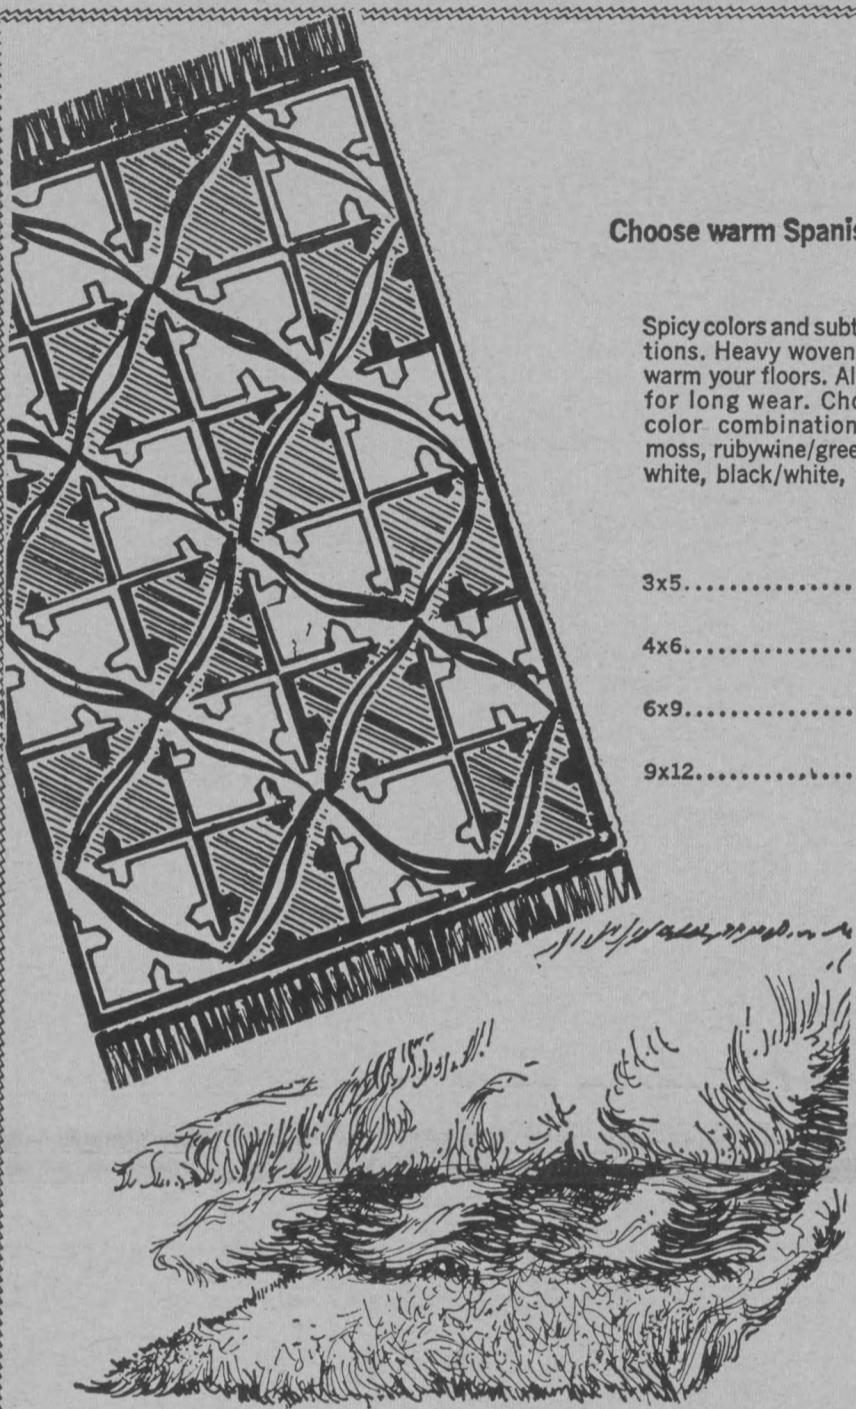 Choose warm Spanis
Spicy colors and subt
tions. Heavy woven
warm your floors. Al
for long wear. Cho
color combination
moss, rubywine/gree
white, black/white,
3x5..............
4x6..............
6x9..............
9x12..............